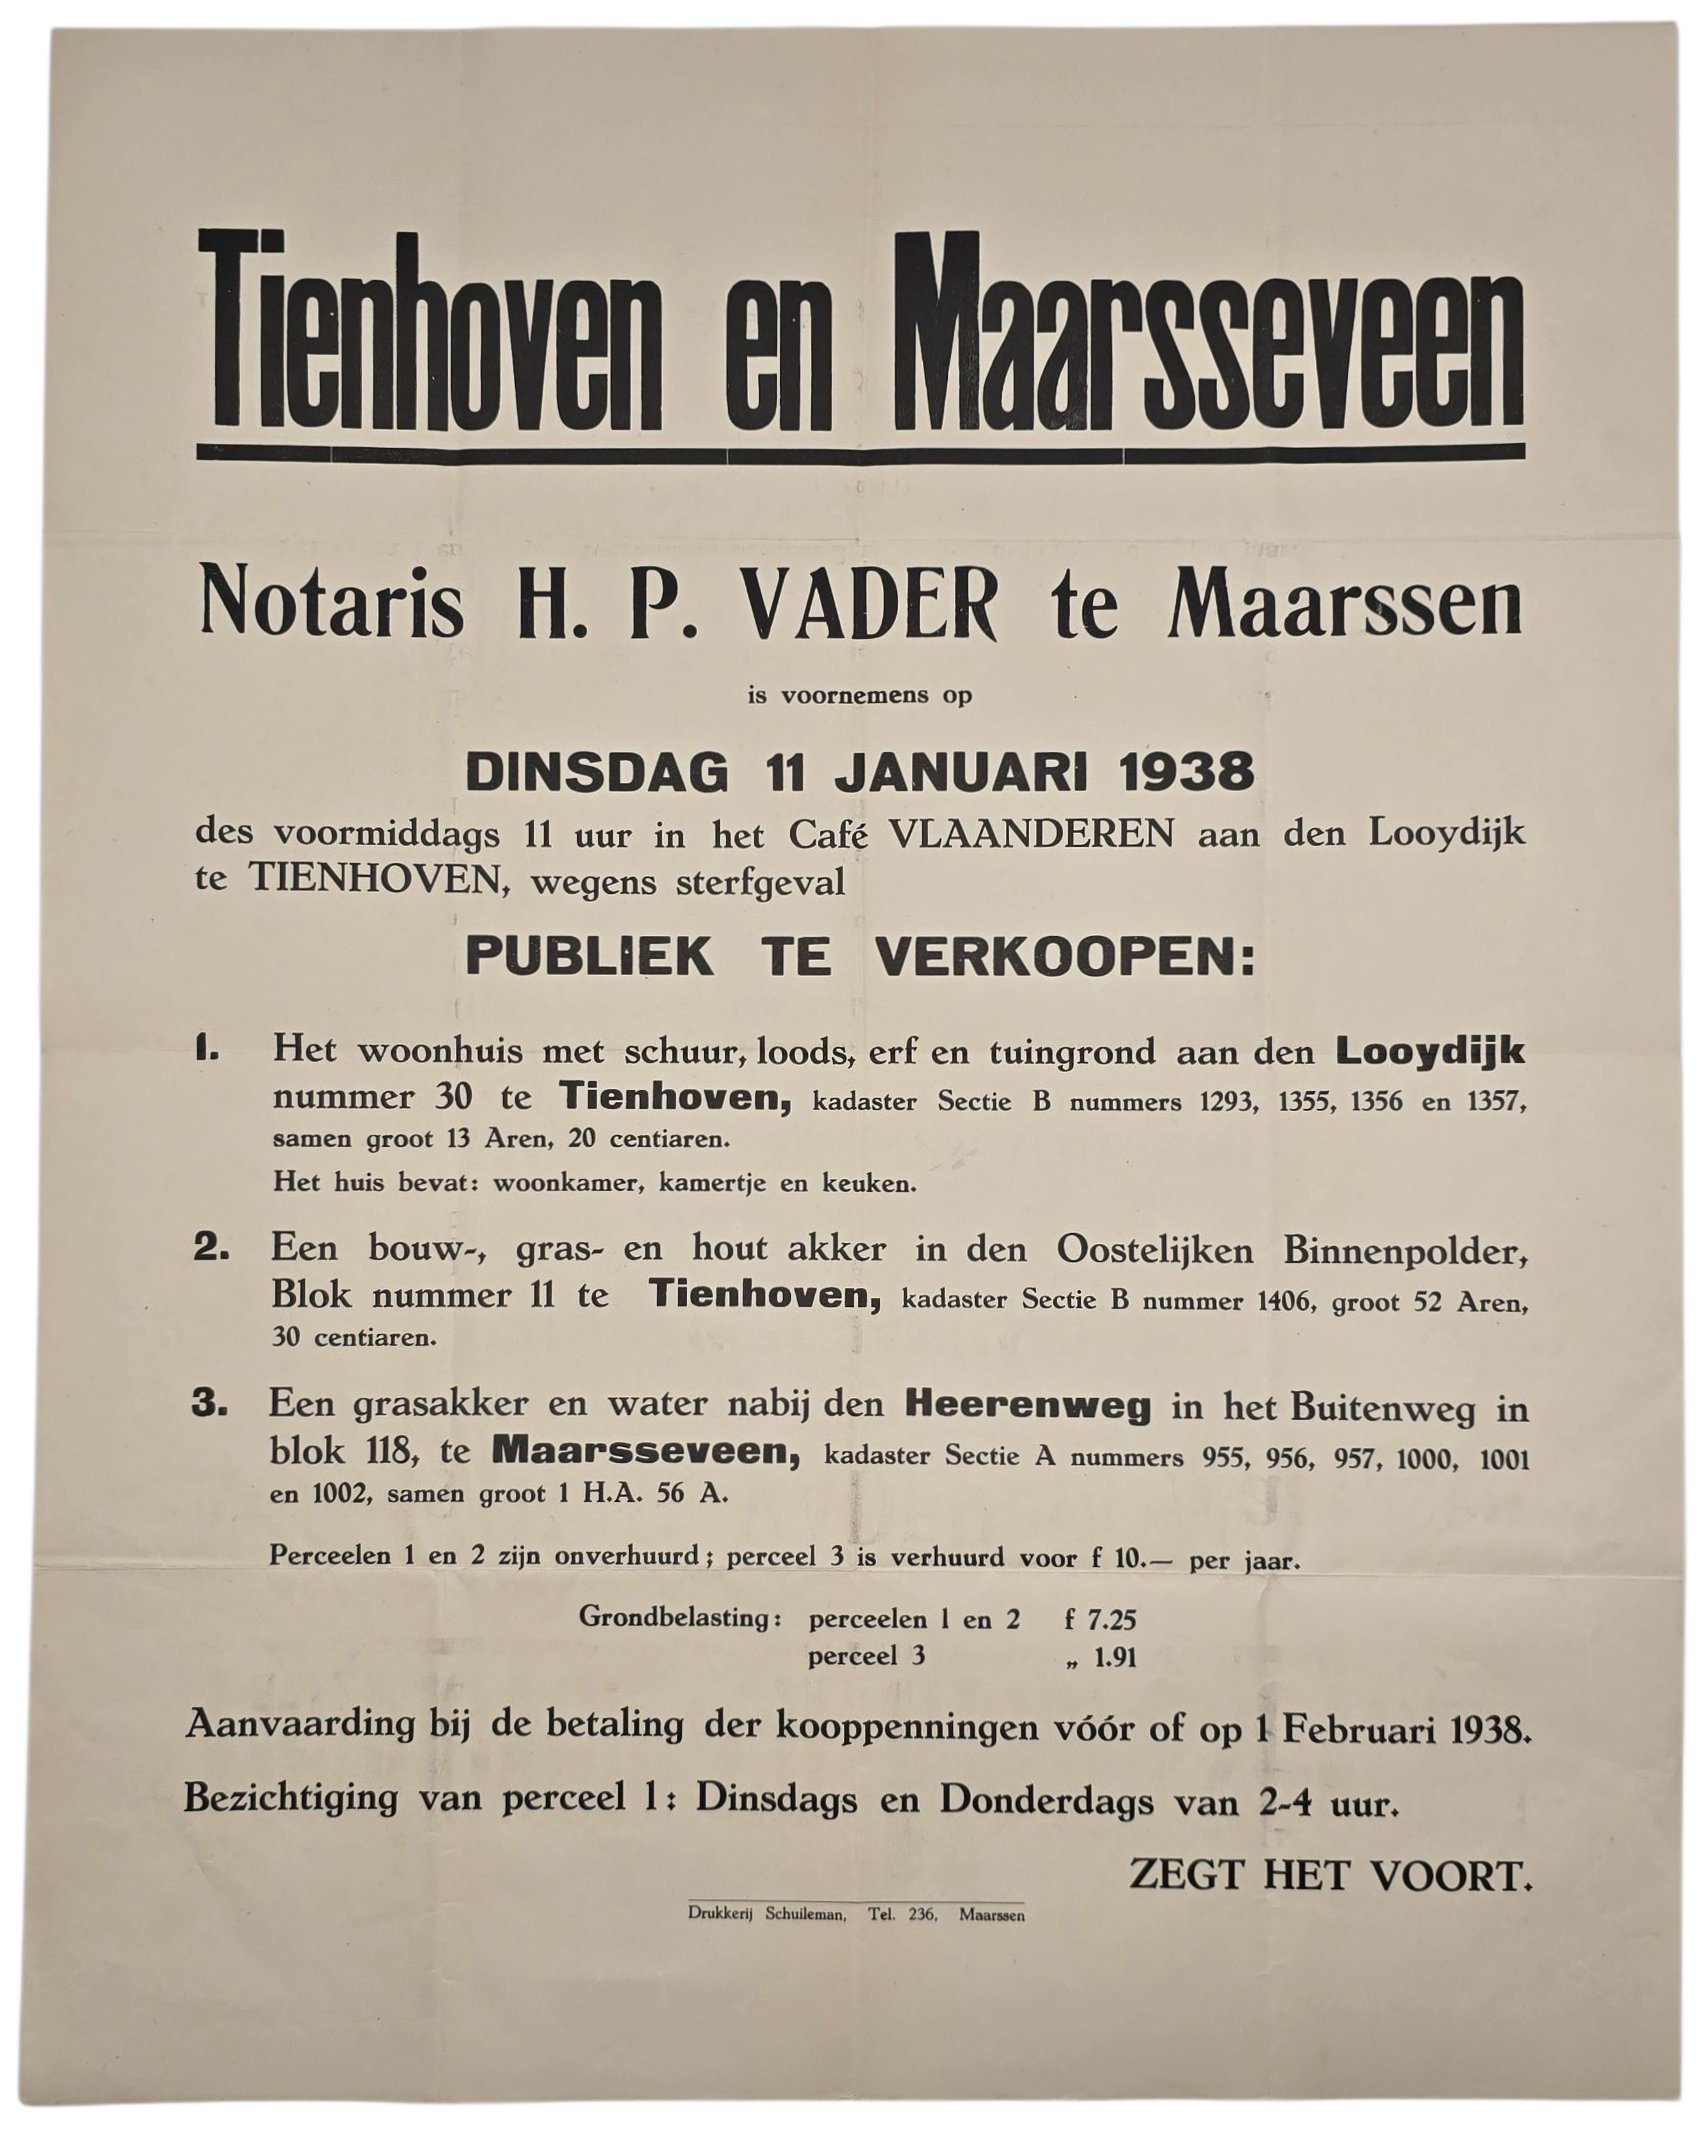 Tienhoven en Maarsseveen
Notaris H. P. VADER te Maarssen
is voornemens op
DINSDAG 11 JANUARI 1938
des voormiddags 11 uur in het Café VLAANDEREN aan den Looydijk
te TIENHOVEN, wegens sterfgeval
PUBLIEK TE VERKOOPEN:
1. Het woonhuis met schuur, loods, erf en tuingrond aan den Looydijk
nummer 30 te Tienhoven, kadaster Sectie B nummers 1293, 1355, 1356 en 1357,
samen groot 13 Aren, 20 centiaren.
Het huis bevat: woonkamer, kamertje en keuken.
2. Een bouw-, gras- en hout akker in den Oostelijken Binnenpolder,
Blok nummer 11 te Tienhoven, kadaster Sectie B nummer 1406, groot 52 Aren,
30 centiaren.
3. Een grasakker en water nabij den Heerenweg in het Buitenweg in
blok 118, te Maarsseveen, kadaster Sectie A nummers 955, 956, 957, 1000, 1001
en 1002, samen groot 1 H.A. 56 A.
Perceelen 1 en 2 zijn onverhuurd; perceel 3 is verhuurd voor f 10.— per jaar.
Grondbelasting: perceelen 1 en 2 f 7.25
perceel 3 „ 1.91
Aanvaarding bij de betaling der kooppenningen vóór of op 1 Februari 1938.
Bezichtiging van perceel 1: Dinsdags en Donderdags van 2-4 uur.
ZEGT HET VOORT.
Drukkerij Schuileman, Tel. 236, Maarssen